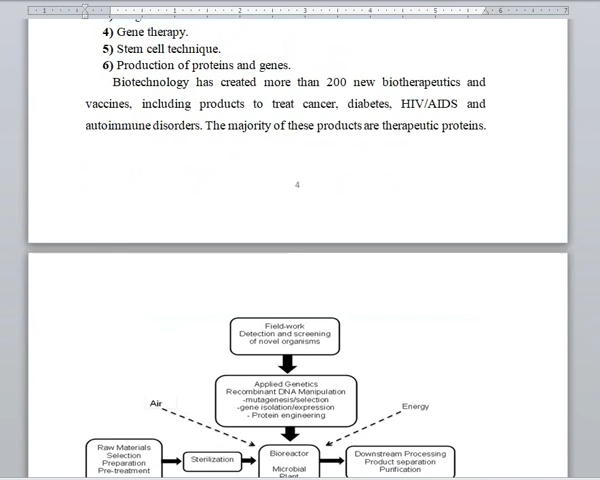 4) Gene therapy.
5) Stem cell technique.
6) Production of proteins and genes.
Biotechnology has created more than 200 new biotherapeutics and
vaccines, including products to treat cancer, diabetes, HIV/AIDS and
autoimmune disorders. The majority of these products are therapeutic proteins.
4
Field-work
Detection and screening
of novel organisms
Applied Genetics
Recombinant DNA Manipulation
-mutagenesis/selection
-gene isolation/expression
- Protein engineering
Air
Energy
Raw Materials
Selection
Preparation
Pre-treatment
Sterilization
Bioreactor
Microbial
Plant
Downstream Processing
Product separation
Purification